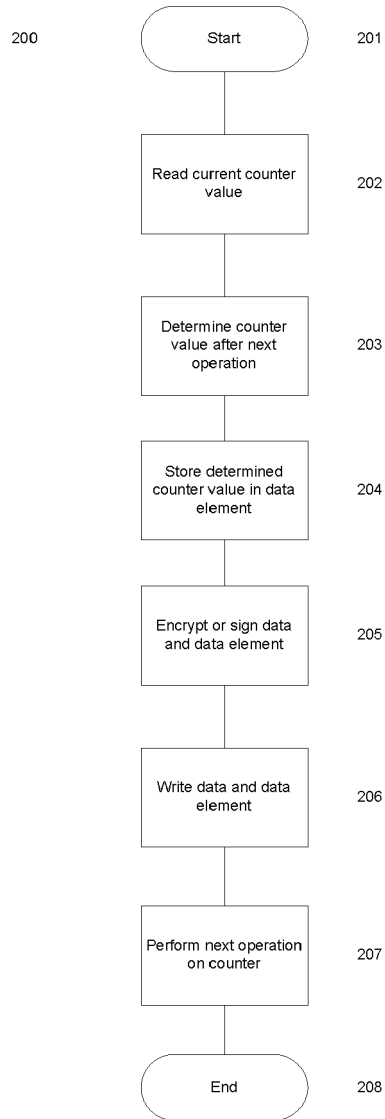 200
Start
201
Read current counter
value
202
Determine counter
value after next
operation
203
Store determined
counter value in data
element
204
Encrypt or sign data
and data element
205
Write data and data
element
206
Perform next operation
on counter
207
End
208